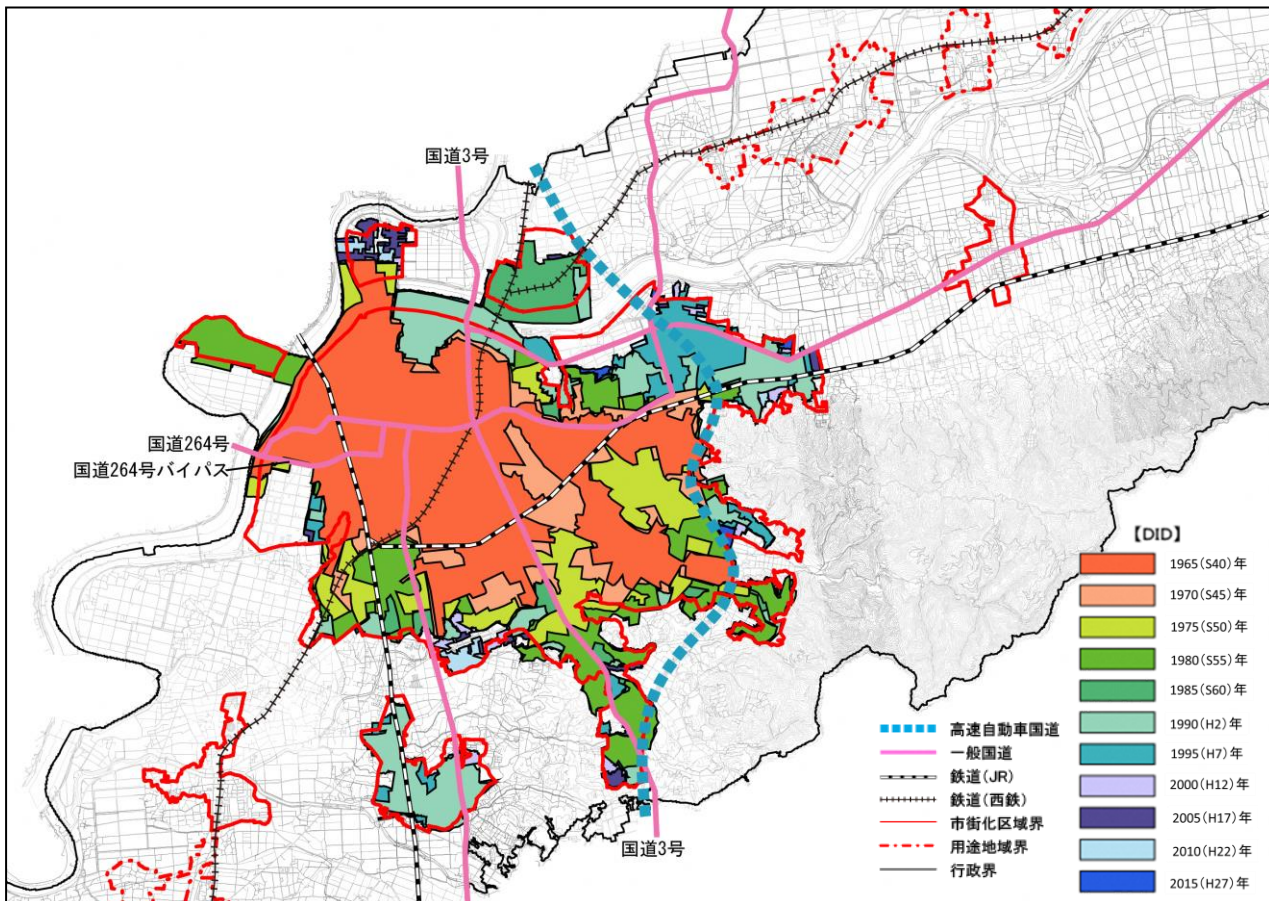 国道3号
国道264号
国道264号バイパス
国道3号
高速自動車国道
一般国道
鉄道(JR)
鉄道(西鉄)
市街化区域界
用途地域界
行政界
【DID】
1965(S40)年
1970(S45)年
1975(S50)年
1980(S55)年
1985(S60)年
1990(H2)年
1995(H7)年
2000(H12)年
2005(H17)年
2010(H22)年
2015(H27)年